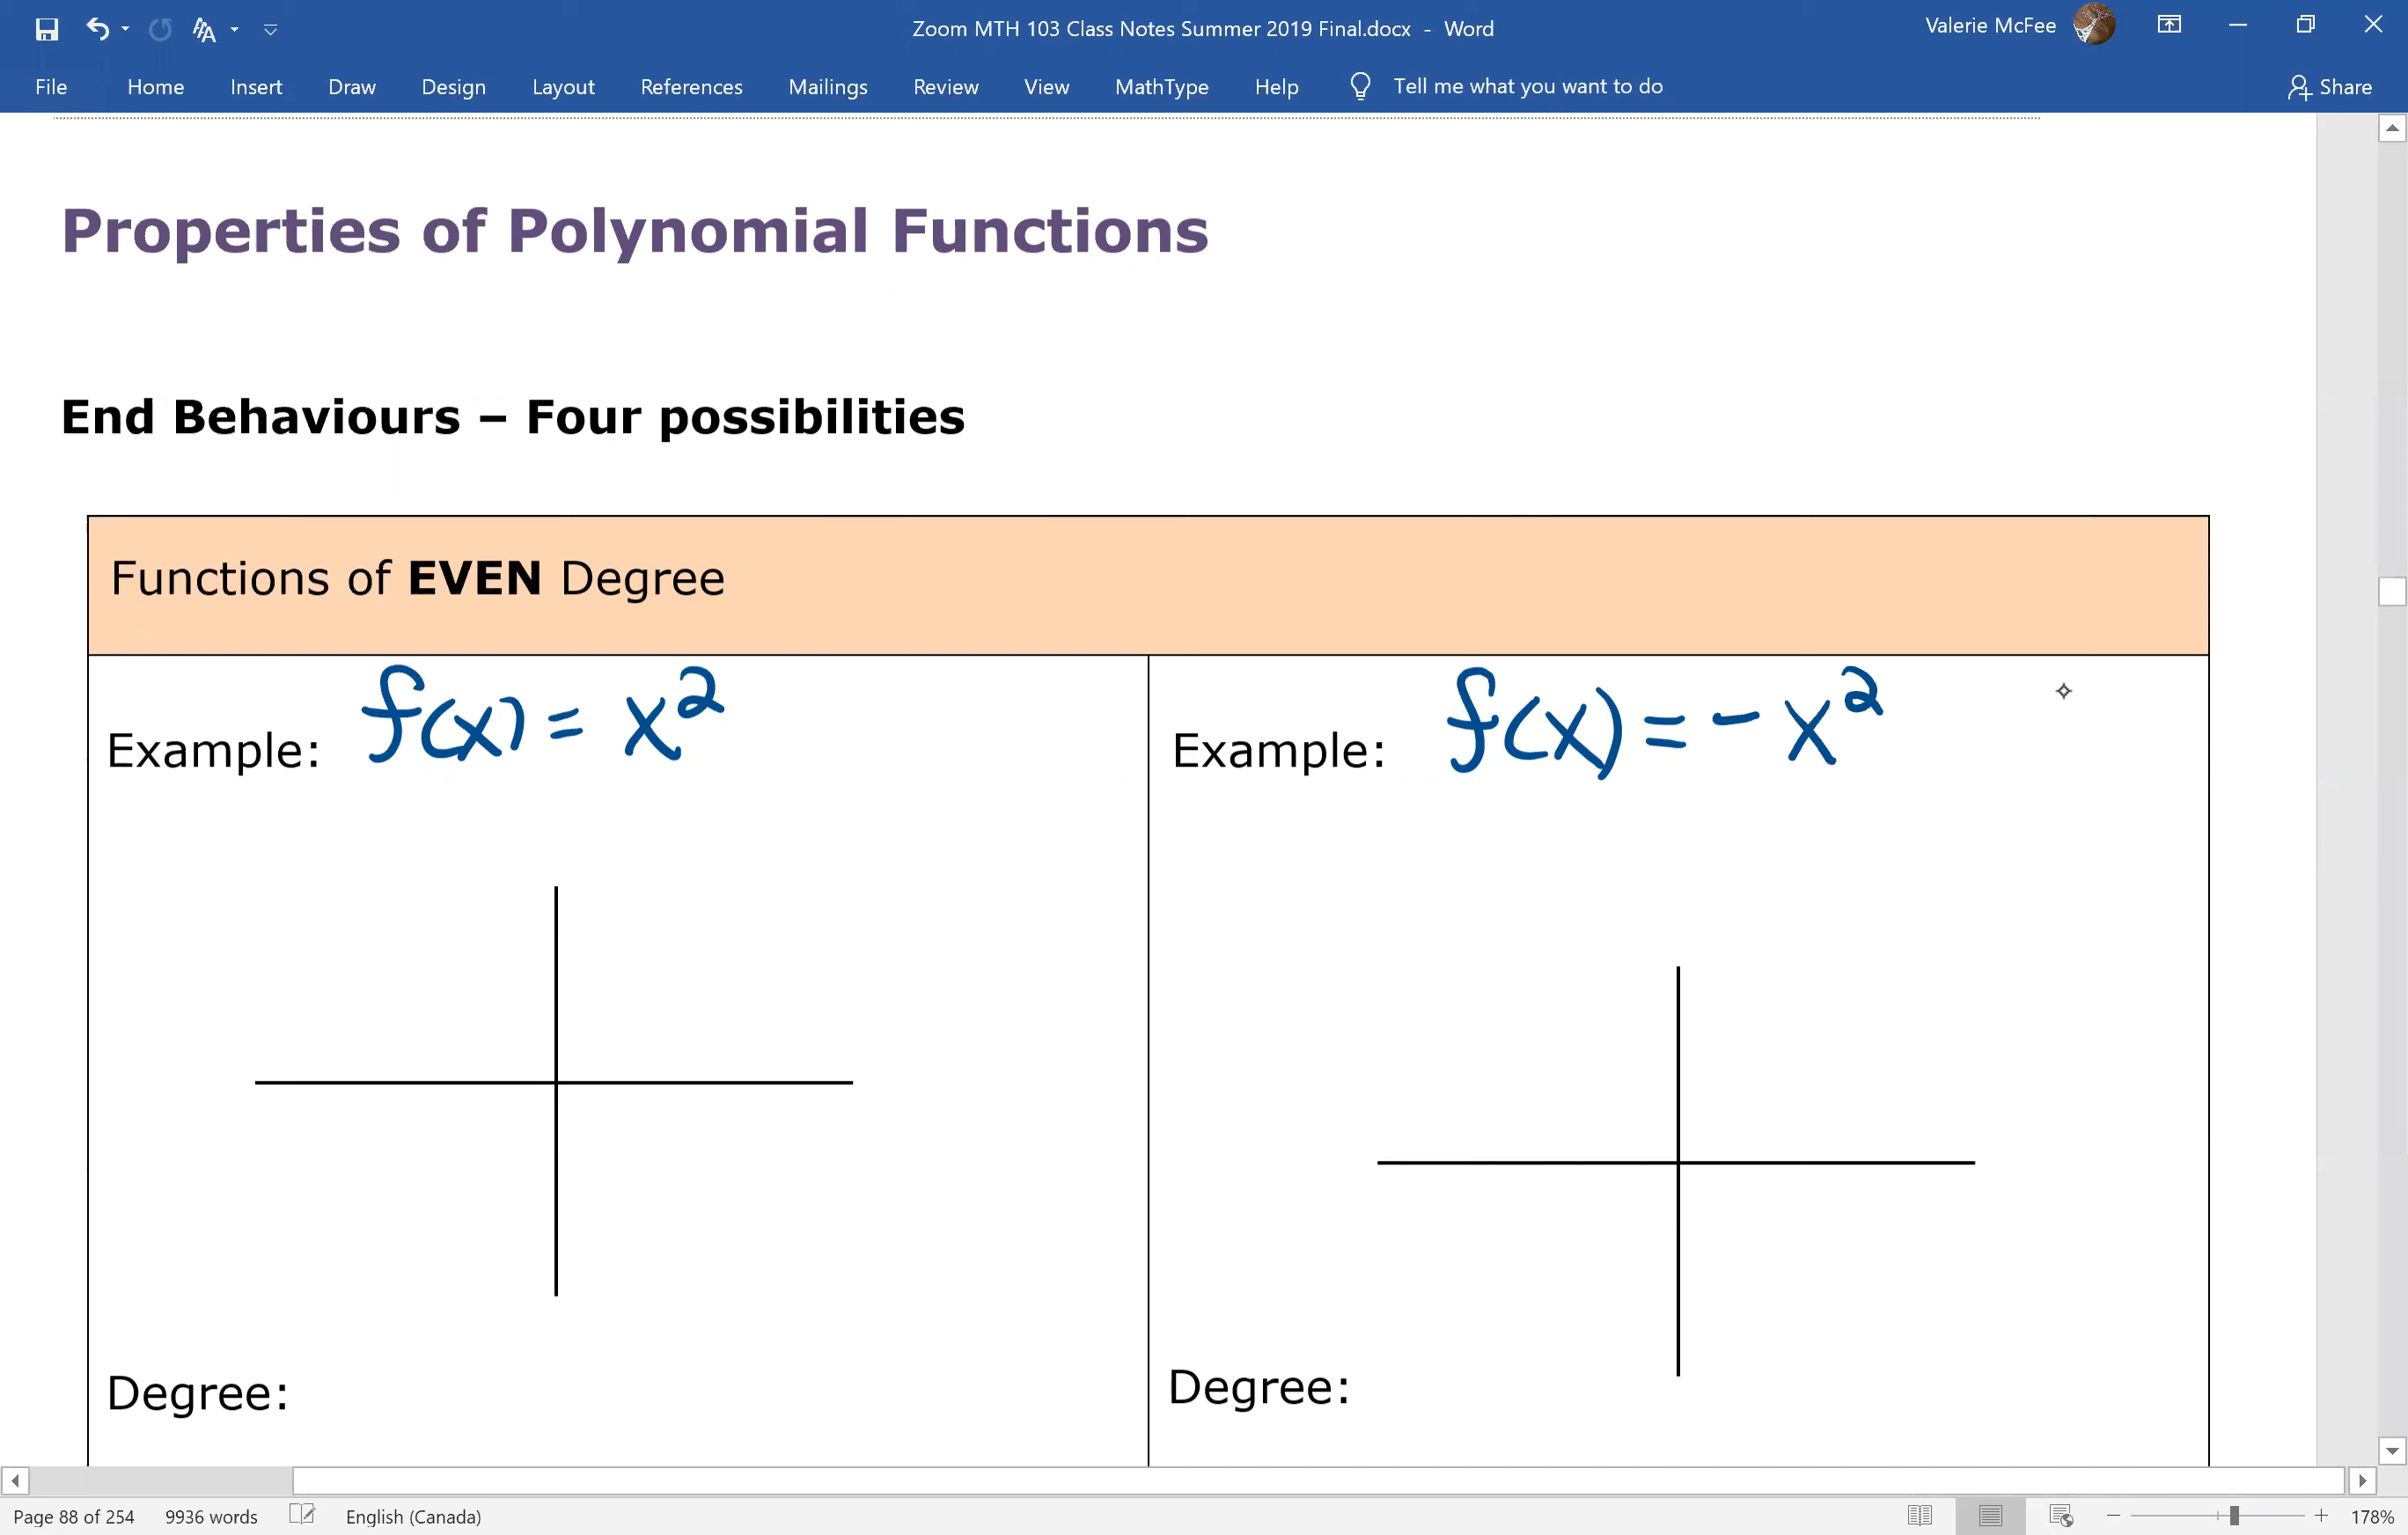 Zoom MTH 103 Class Notes Summer 2019 Final.docx - Word
Valerie McFee
File Home Insert Draw Design Layout References Mailings Review View MathType Help Tell me what you want to do Share
Properties of Polynomial Functions
End Behaviours – Four possibilities
Functions of EVEN Degree
Example: f(x) = x²
Example: f(x) = -x²
Degree:
Degree:
Page 88 of 254 9936 words English (Canada) 178%